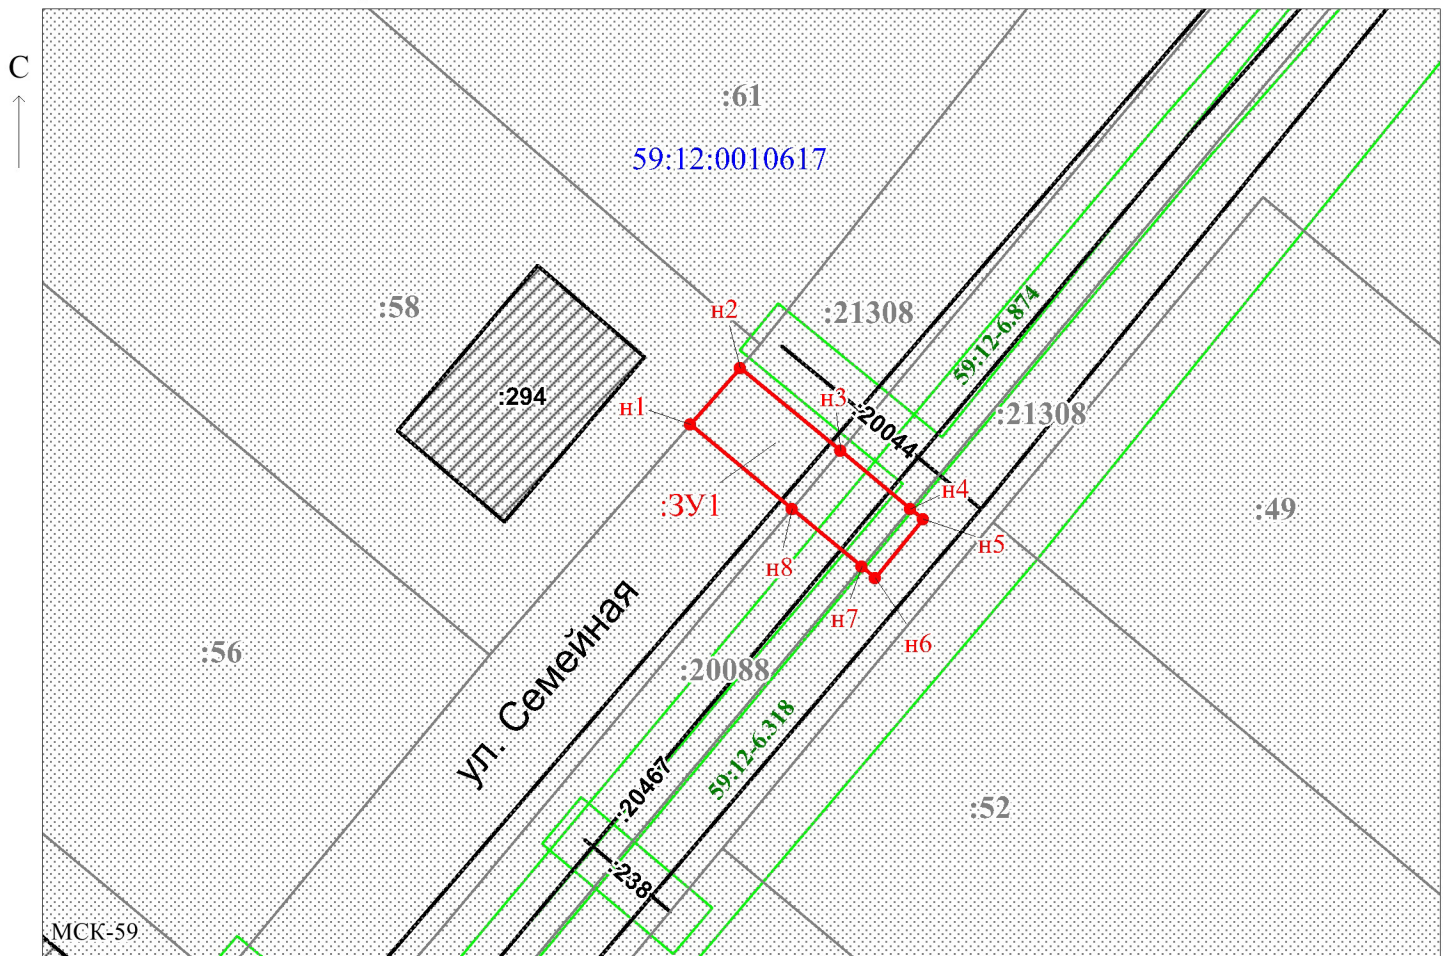 С
:61
59:12:0010617
:58
н2
:21308
59:12-6.874
:294
н1
н3
:20044
:21308
:ЗУ1
н4
:49
н5
н8
н7
н6
ул. Семейная
:56
:20088
59:12-6.318
:20467
:52
:238
МСК-59